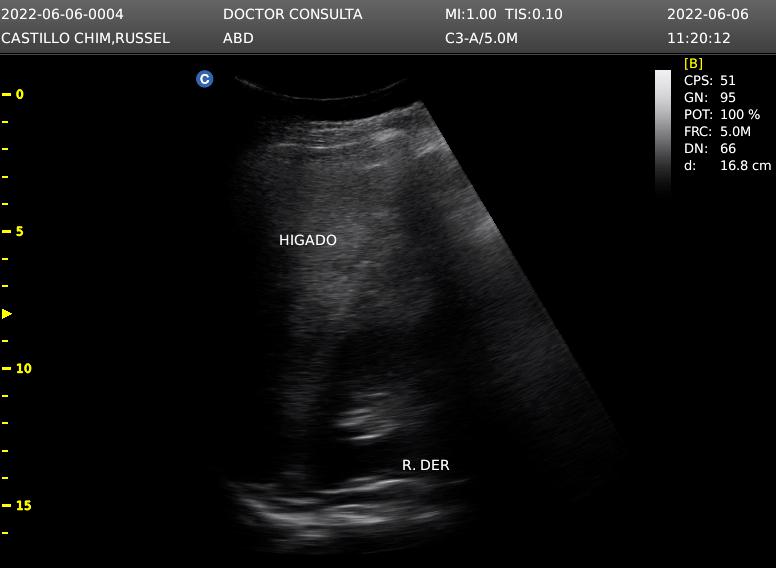 2022-06-06-0004 DOCTOR CONSULTA MI:1.00 TIS:0.10 2022-06-06
CASTILLO CHIM,RUSSEL ABD C3-A/5.0M 11:20:12
[B]
C
CPS: 51
0
GN: 95
POT: 100 %
FRC: 5.0M
DN: 66
d: 16.8 cm
5
HIGADO
10
R. DER
15